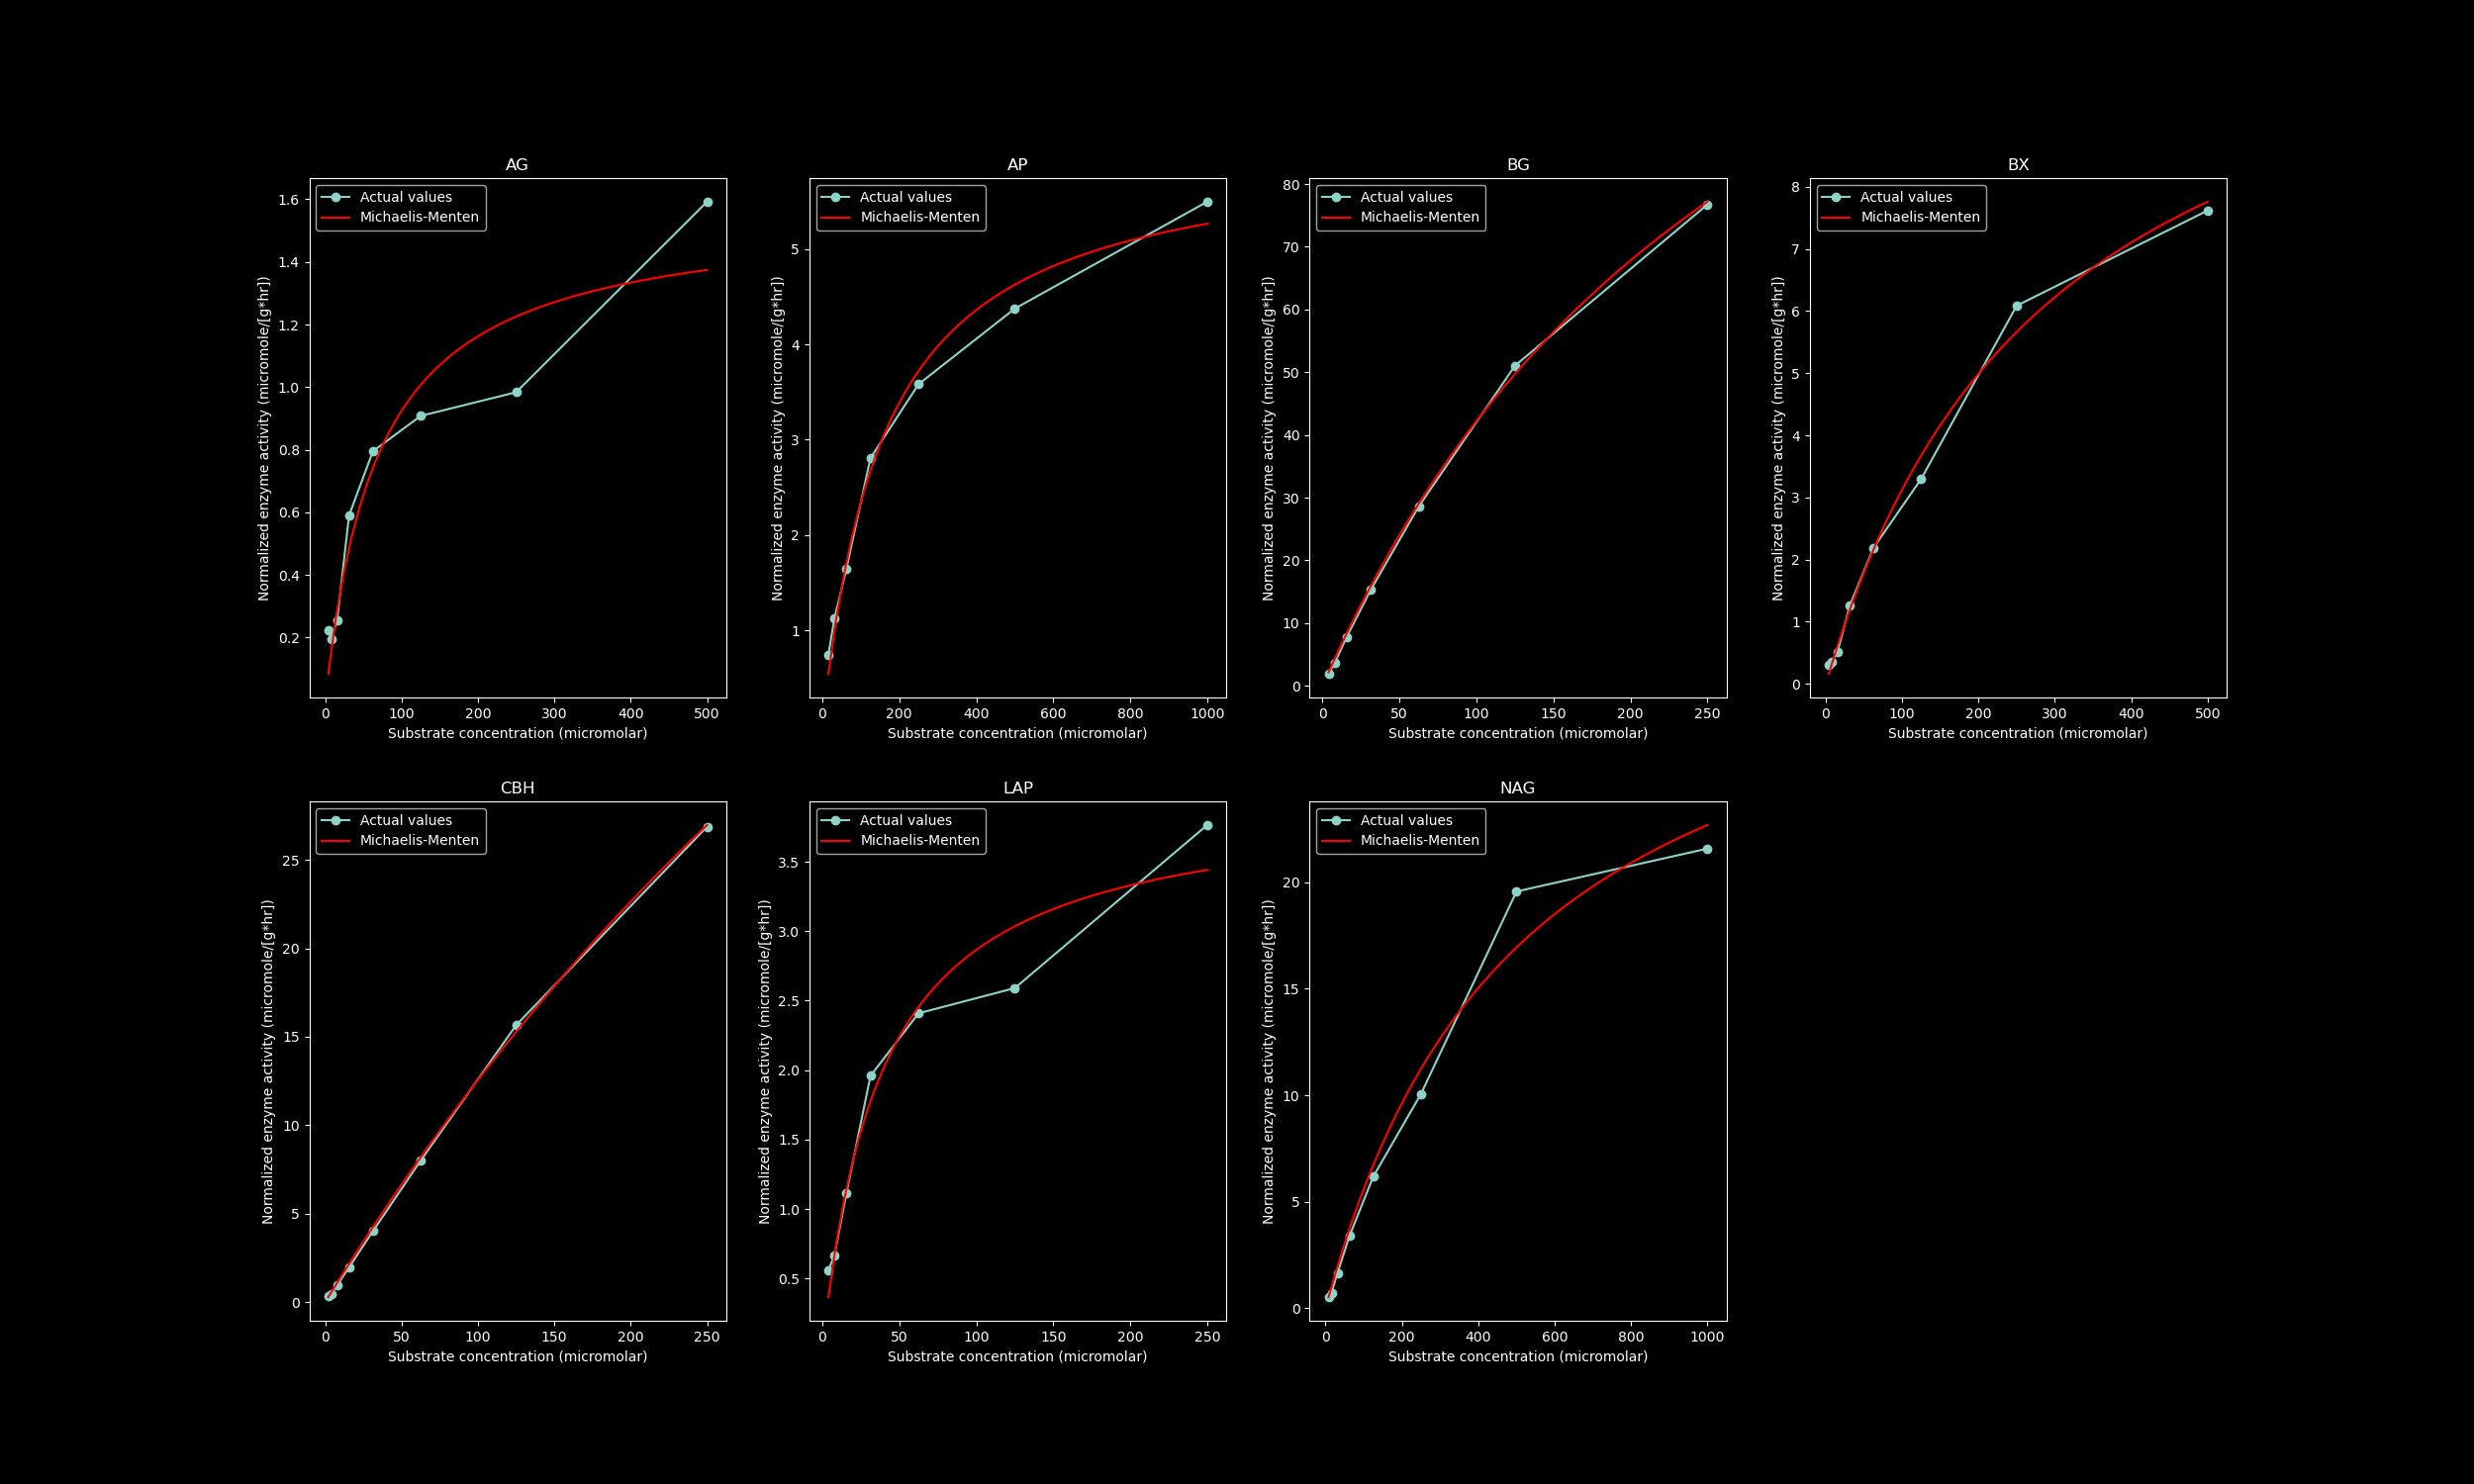 AG
Actual values
Michaelis-Menten
Normalized enzyme activity (micromole/[g*hr])
1.6
1.4
1.2
1.0
0.8
0.6
0.4
0.2
0 100 200 300 400 500
Substrate concentration (micromolar)
AP
Actual values
Michaelis-Menten
Normalized enzyme activity (micromole/[g*hr])
5
4
3
2
1
0 200 400 600 800 1000
Substrate concentration (micromolar)
BG
Actual values
Michaelis-Menten
Normalized enzyme activity (micromole/[g*hr])
80
70
60
50
40
30
20
10
0
0 50 100 150 200 250
Substrate concentration (micromolar)
BX
Actual values
Michaelis-Menten
Normalized enzyme activity (micromole/[g*hr])
8
7
6
5
4
3
2
1
0
0 100 200 300 400 500
Substrate concentration (micromolar)
CBH
Actual values
Michaelis-Menten
Normalized enzyme activity (micromole/[g*hr])
25
20
15
10
5
0
0 50 100 150 200 250
Substrate concentration (micromolar)
LAP
Actual values
Michaelis-Menten
Normalized enzyme activity (micromole/[g*hr])
3.5
3.0
2.5
2.0
1.5
1.0
0.5
0 50 100 150 200 250
Substrate concentration (micromolar)
NAG
Actual values
Michaelis-Menten
Normalized enzyme activity (micromole/[g*hr])
20
15
10
5
0
0 200 400 600 800 1000
Substrate concentration (micromolar)